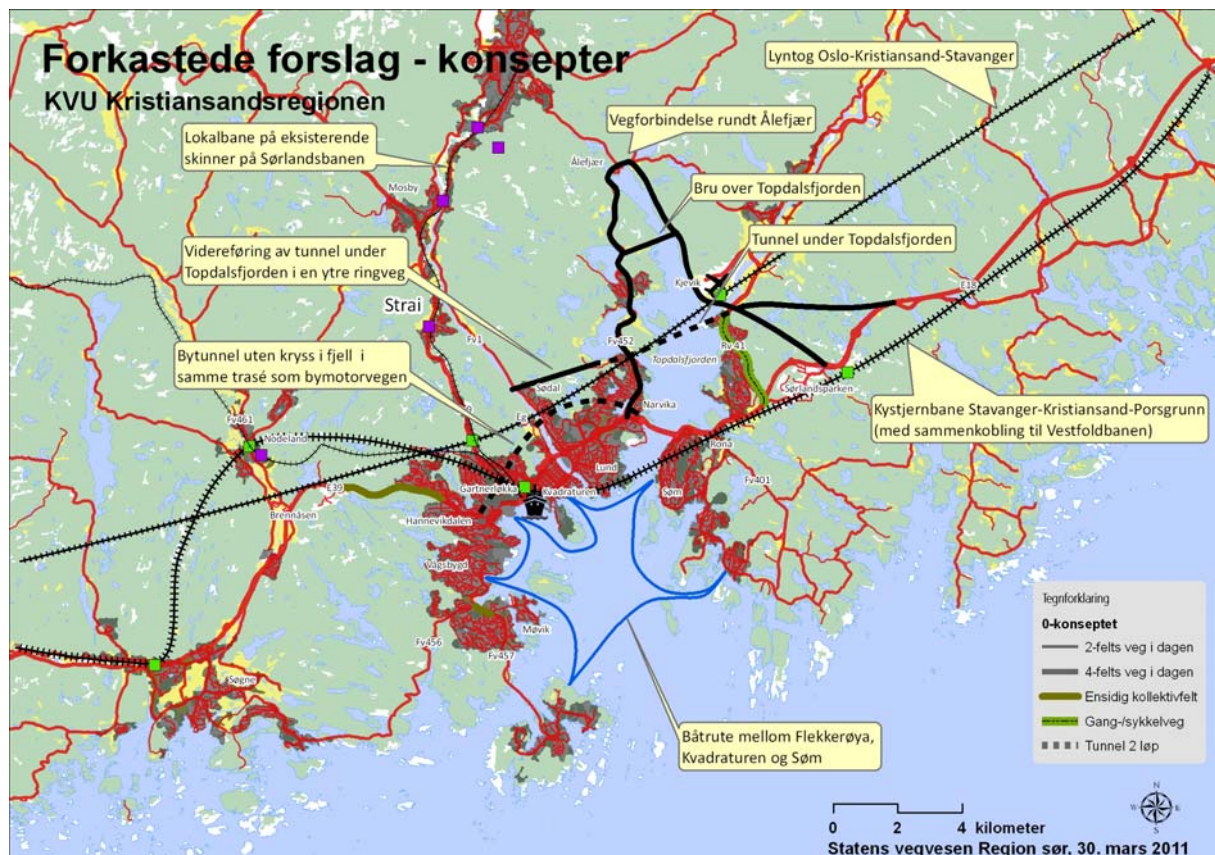 Forkastede forslag - konsepter
KVU Kristiansandsregionen
Lyntog Oslo-Kristiansand-Stavanger
Lokalbane på eksisterende
skinner på Sørlandsbanen
Vegforbindelse rundt Ålefjær
Ålefjær
Mosby
Bru over Topdalsfjorden
Videreføring av tunnel under
Topdalsfjorden i en ytre ringveg
Tunnel under Topdalsfjorden
Kjevik
E18
Strai
Fv1
Fv452
Topdalsfjorden
Rv 41
Bytunnel uten kryss i fjell i
samme trasé som bymotorvegen
Sødal
Sørlandsparken
Narvika
Kystjernbane Stavanger-Kristiansand-Porsgrunn
(med sammenkobling til Vestfoldbanen)
Fv461
9
Eg
Nodeland
Rona
Lund
Gartnerløkka
Kvadraturen
Søm
Fv401
E39
Brennåsen
Hannevikdalen
Vågsbygd
Møvik
Fv456
Fv457
Søgne
Båtrute mellom Flekkerøya,
Kvadraturen og Søm
Tegnforklaring
0-konseptet
2-felts veg i dagen
4-felts veg i dagen
Ensidig kollektivfelt
Gang-/sykkelveg
Tunnel 2 løp
N
W E
S
0 2 4 kilometer
Statens vegvesen Region sør, 30. mars 2011